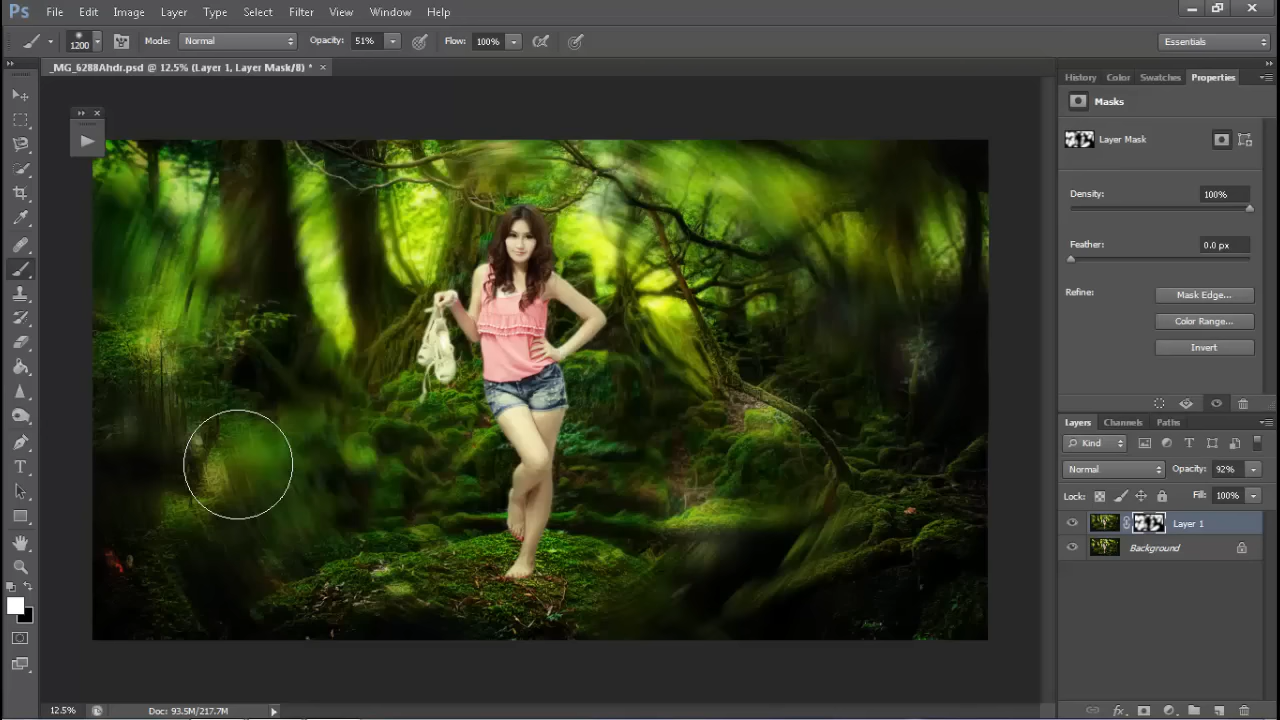 Ps File Edit Image Layer Type Select Filter View Window Help
1200 Mode: Normal Opacity: 51% Flow: 100% Essentials
_MG_6288Ahdr.psd @ 12.5% (Layer 1, Layer Mask/8) *
History Color Swatches Properties
Masks
Layer Mask
Density: 100%
Feather: 0.0 px
Refine: Mask Edge...
Color Range...
Invert
Layers Channels Paths
Kind
Normal Opacity: 92%
Lock: Fill: 100%
Layer 1
Background
12.5% Doc: 93.5M/217.7M